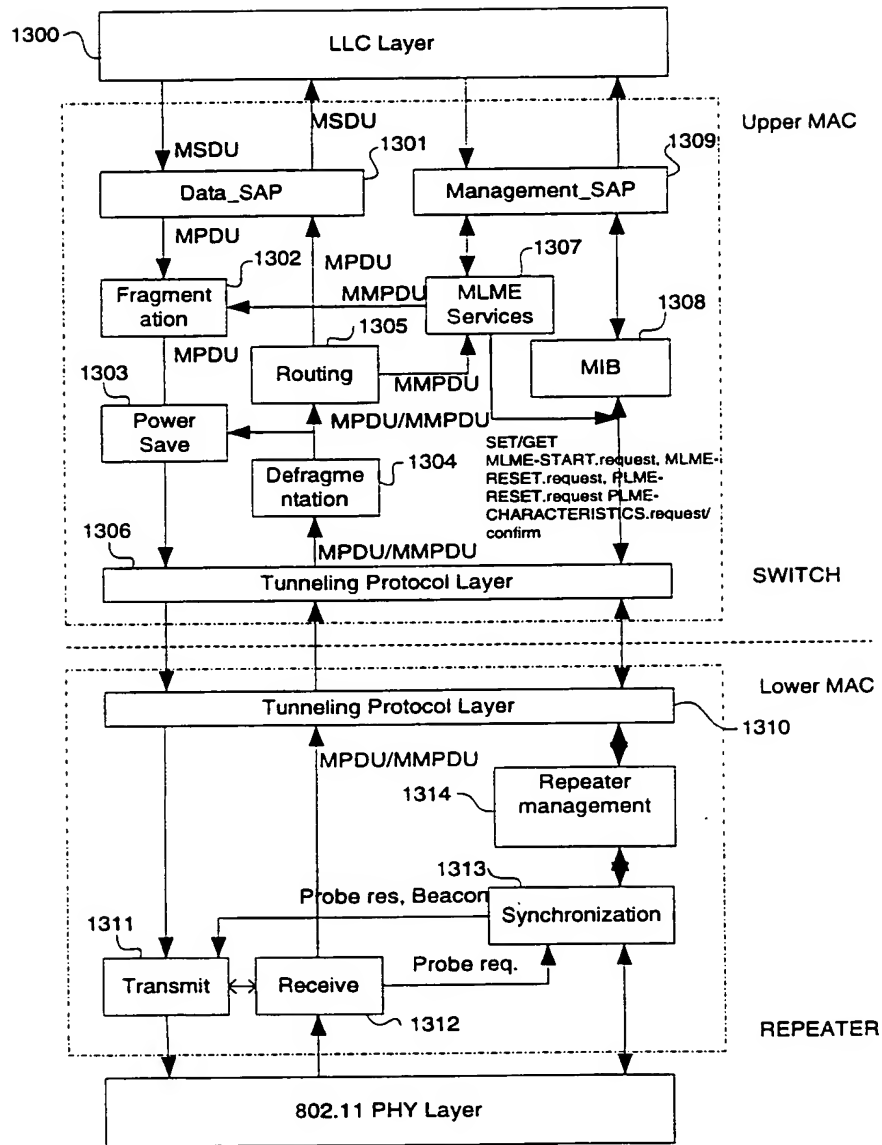 1300
LLC Layer
Upper MAC
MSDU
MSDU
1301
1309
Data_SAP
Management_SAP
MPDU
MPDU
1302
1307
Fragment
ation
MMPDU
MLME
Services
1308
1305
MPDU
Routing
MMPDU
MIB
1303
Power
Save
MPDU/MMPDU
1304
Defragme
ntation
SET/GET
MLME-START.request, MLME-
RESET.request, PLME-
RESET.request PLME-
CHARACTERISTICS.request/
confirm
1306
MPDU/MMPDU
Tunneling Protocol Layer
SWITCH
Lower MAC
Tunneling Protocol Layer
1310
MPDU/MMPDU
Repeater
management
1314
1313
Probe res, Beacon
Synchronization
1311
Transmit
Receive
Probe req.
1312
REPEATER
802.11 PHY Layer